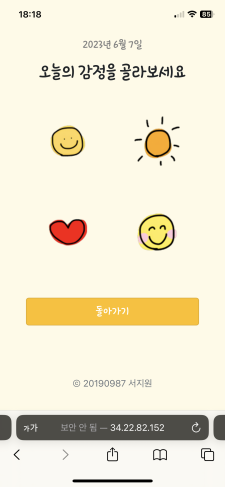 18:18
86
2023년 6월 7일
오늘의 감정을 골라보세요
돌아가기
© 20190987 서지원
가가 보안 안 됨 — 34.22.82.152